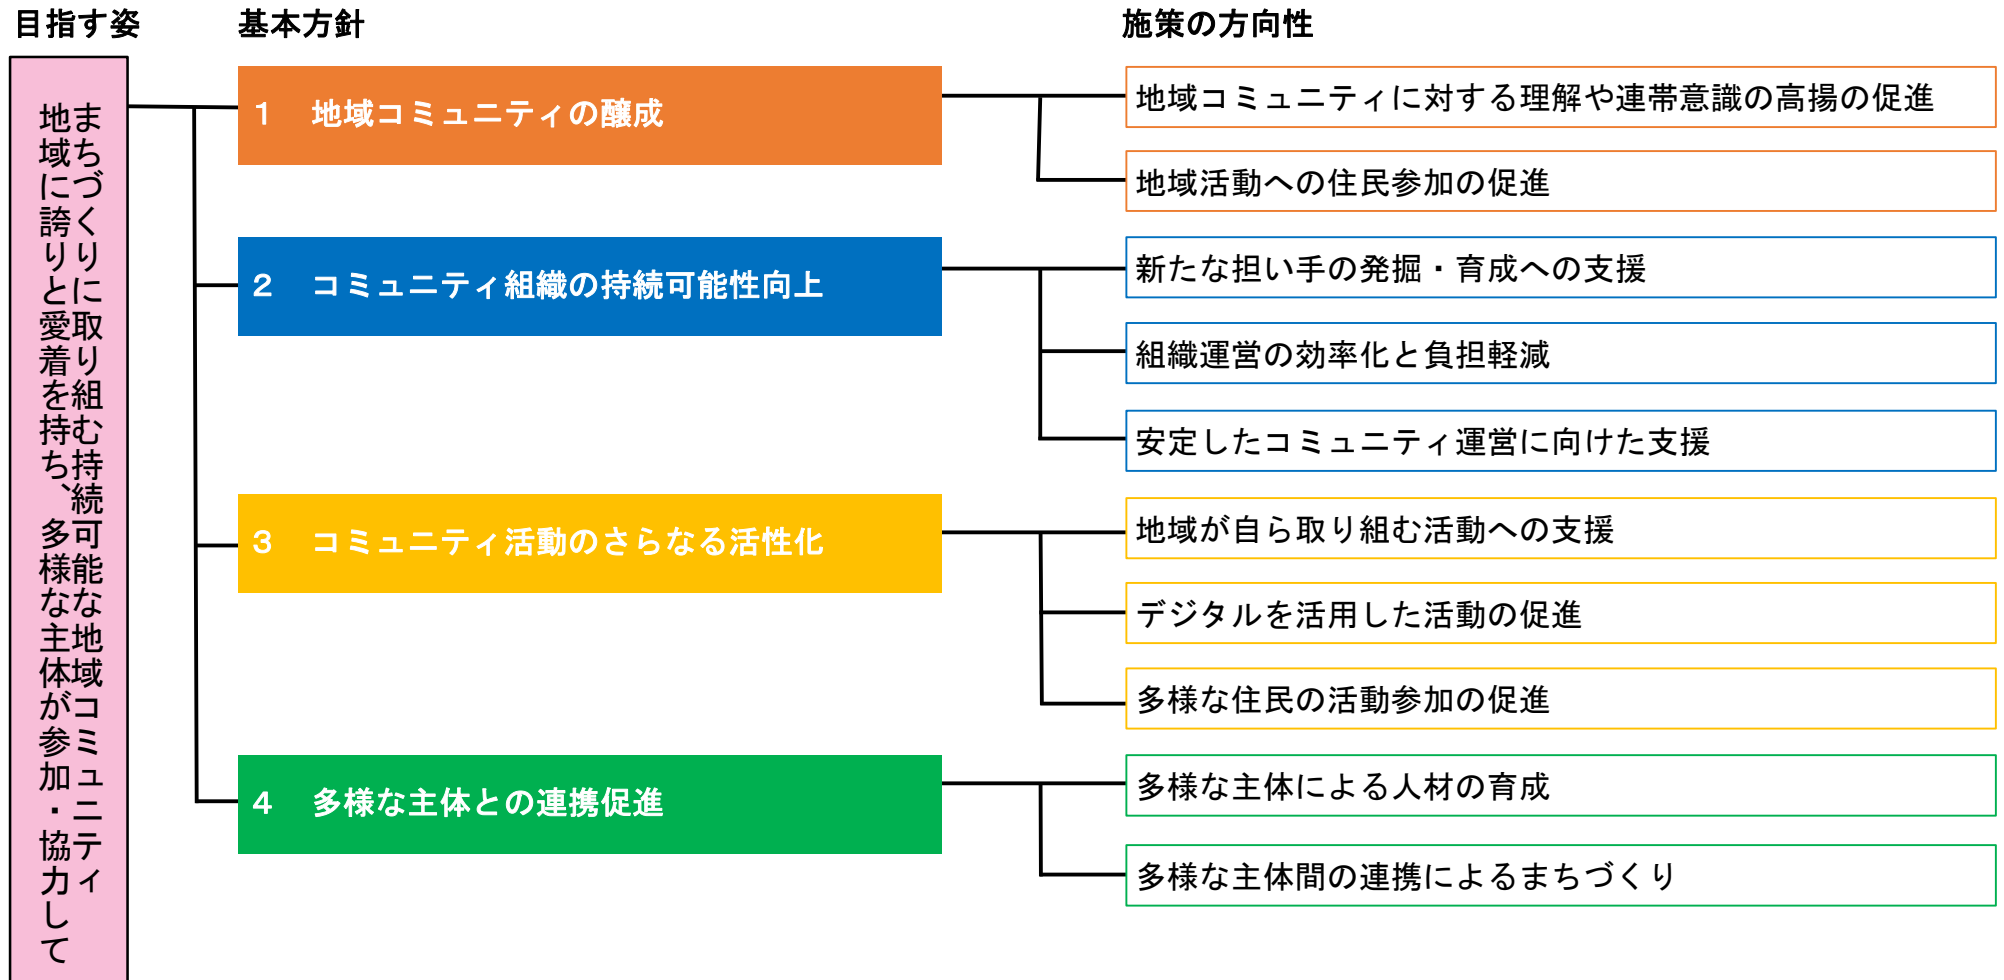 目指す姿
基本方針
施策の方向性
まちづくりに取り組む持続可能な地域コミュニティ
地域に誇りと愛着を持ち、多様な主体が参加・協力して
1 地域コミュニティの醸成
地域コミュニティに対する理解や連帯意識の高揚の促進
地域活動への住民参加の促進
2 コミュニティ組織の持続可能性向上
新たな担い手の発掘・育成への支援
組織運営の効率化と負担軽減
安定したコミュニティ運営に向けた支援
3 コミュニティ活動のさらなる活性化
地域が自ら取り組む活動への支援
デジタルを活用した活動の促進
多様な住民の活動参加の促進
4 多様な主体との連携促進
多様な主体による人材の育成
多様な主体間の連携によるまちづくり